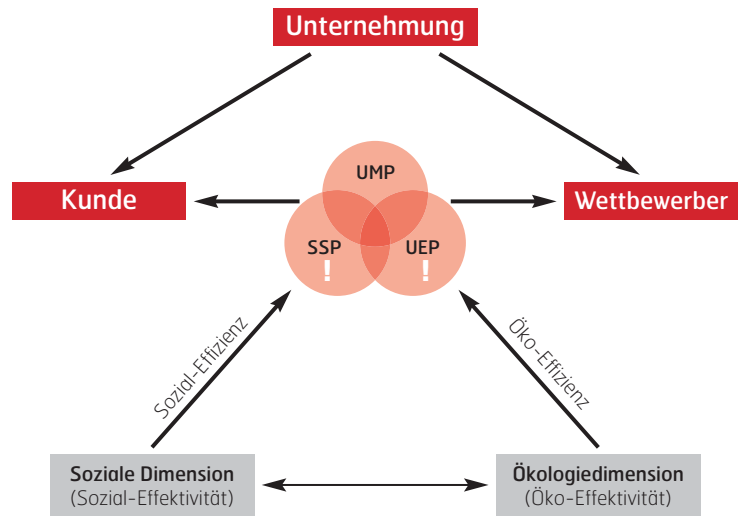 Unternehmung
UMP
Kunde
Wettbewerber
SSP
UEP
!
!
Sozial-Effizienz
Öko-Effizienz
Soziale Dimension
(Sozial-Effektivität)
Ökologiedimension
(Öko-Effektivität)